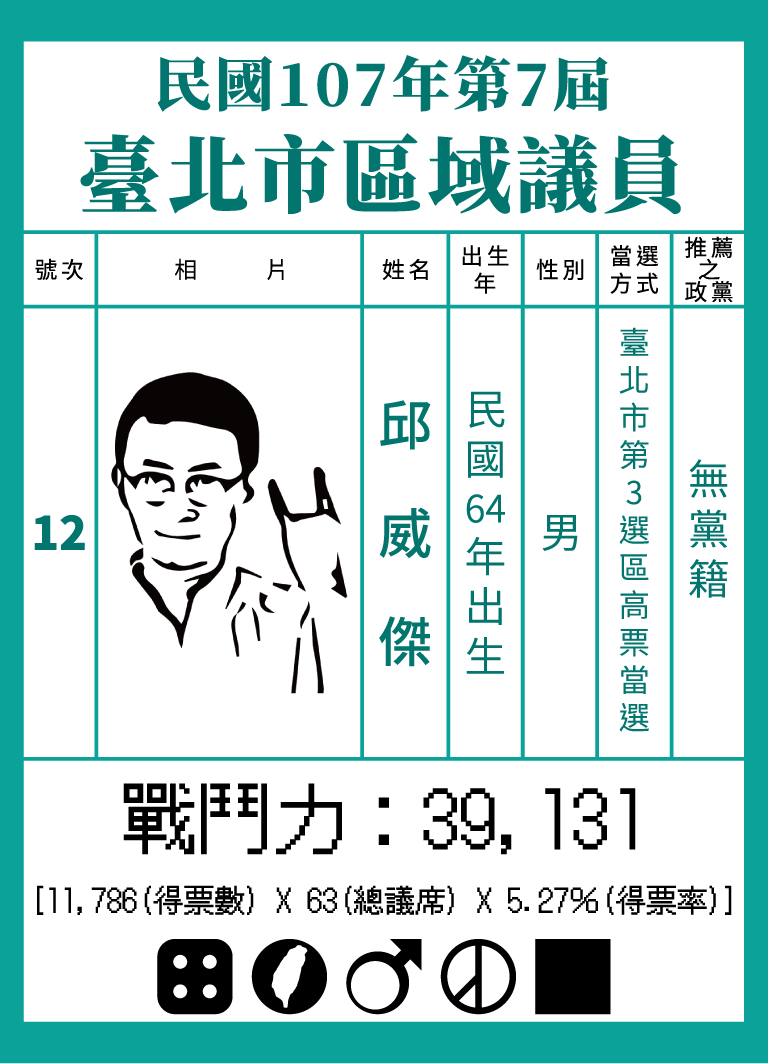 民國107年第7屆
臺北市區域議員
號次
相片
姓名
出生
年
性別
當選
方式
推薦
之
政黨
12
邱威傑
民國64年出生
男
臺北市第3選區高票當選
無黨籍
戰鬥力：39,131
[11,786(得票數) X 63(總議席) X 5.27%(得票率)]